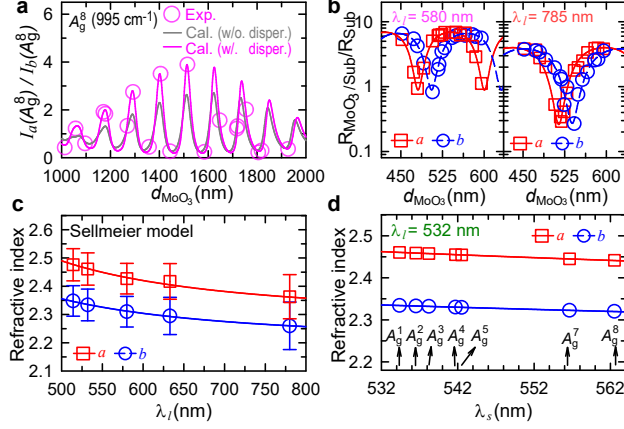 a
A_g^8 (995 cm⁻¹)
Exp.
Cal. (w/o. disper.)
Cal. (w/. disper.)
I_a(A_g^8) / I_b(A_g^8)
6
5
4
3
2
1
0
1000 1200 1400 1600 1800 2000
d_MoO₃(nm)
b
λ_l = 580 nm
λ_l = 785 nm
R_MoO₃/Sub/R_Sub
10
1
0.1
a b
a b
450 525 600 450 525 600
d_MoO₃(nm) d_MoO₃(nm)
c
Sellmeier model
Refractive index
2.6
2.5
2.4
2.3
2.2
2.1
a b
500 550 600 650 700 750 800
λ_l(nm)
d
λ_l = 532 nm
a b
Refractive index
2.5
2.4
2.3
2.2
A_g^1 A_g^2 A_g^3 A_g^4 A_g^5 A_g^7 A_g^8
532 542 552 562
λ_s(nm)